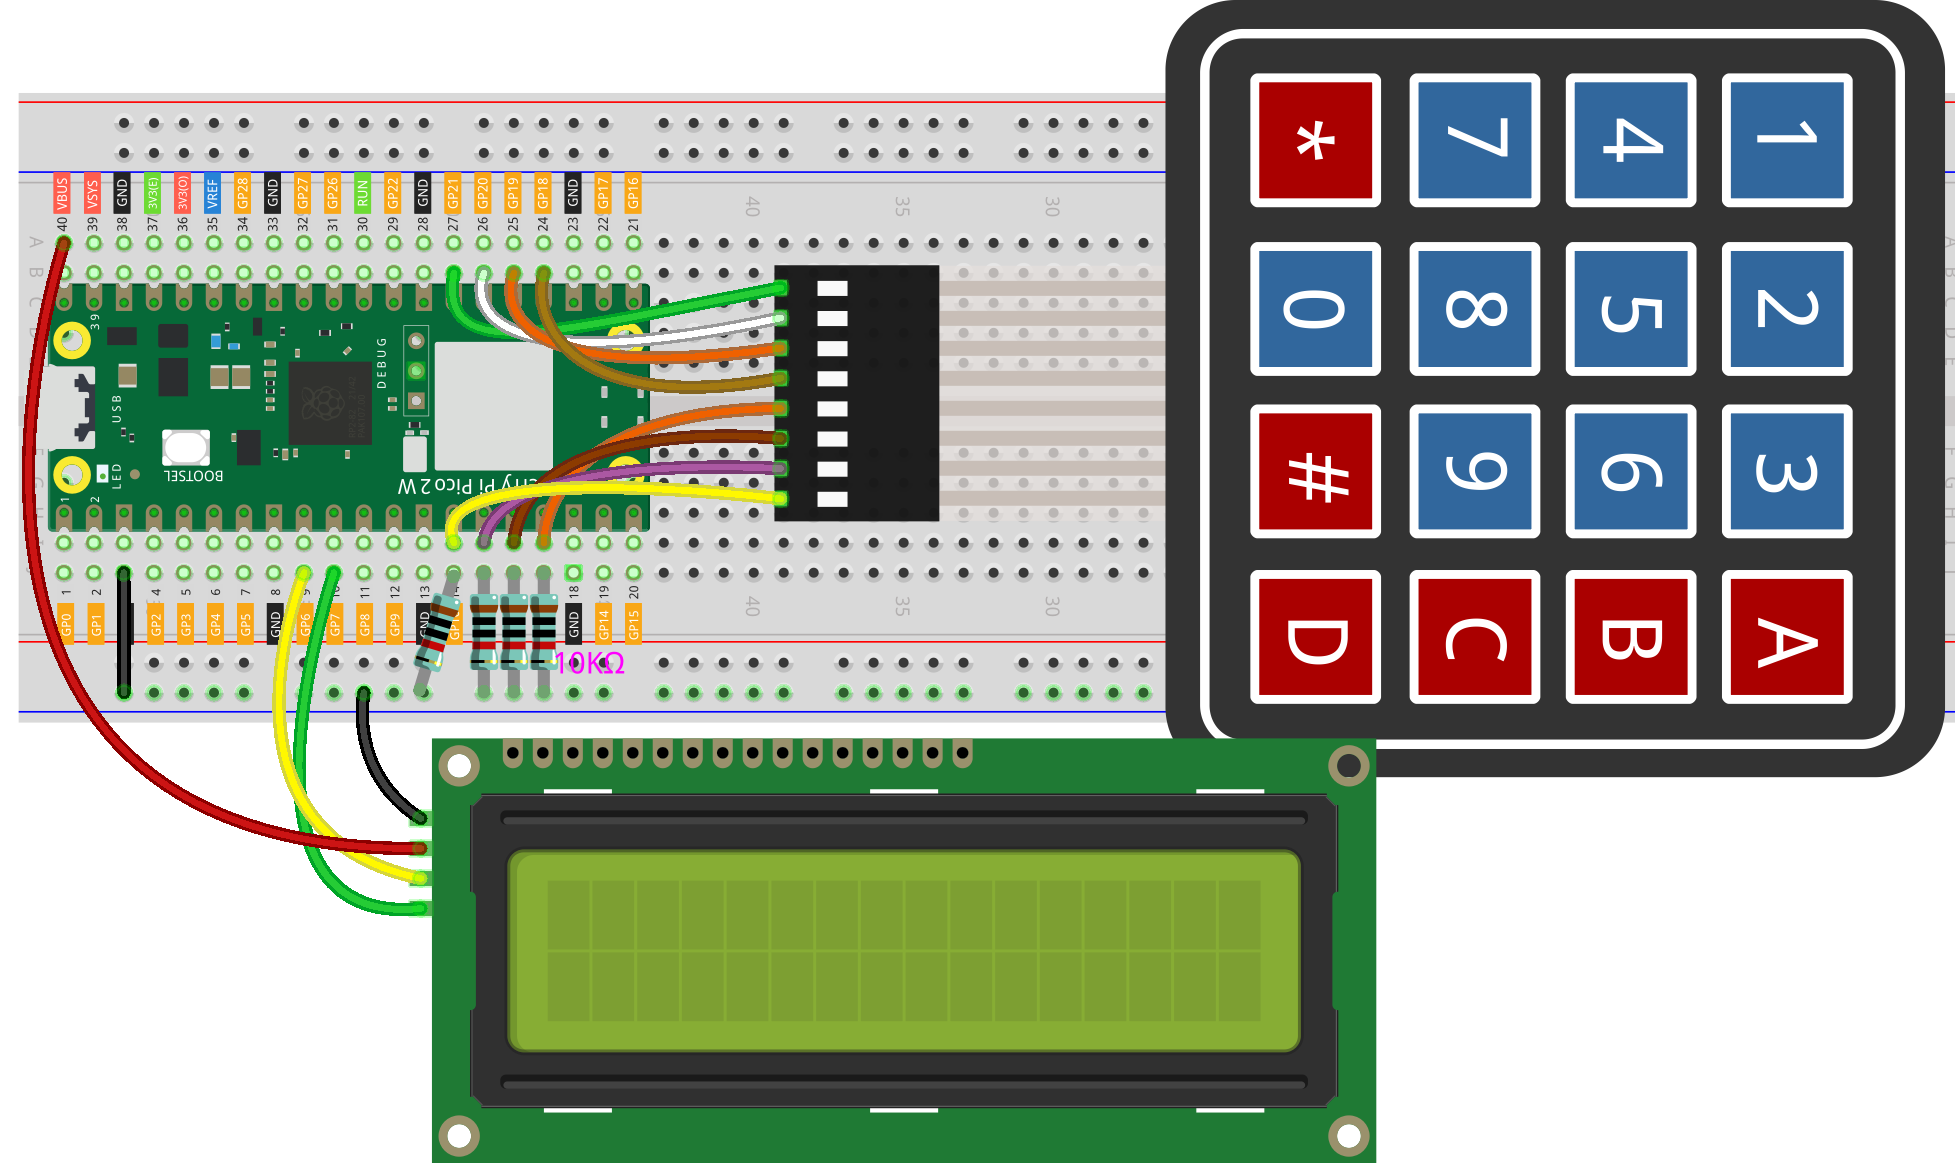 VBUS VSYS GND 3V3(E) 3V3(O) VREF GP28 GND GP27 GP26 RUN GP22 GND GP21 GP20 GP19 GP18 GND GP17 GP16
40 39 38 37 36 35 34 33 32 31 30 29 28 27 26 25 24 23 22 21
40 35 30
A
B
C
39
DEBUG
USB
BOOTSEL
LED
Pi Pico 2 W
1 2
1 2 4 5 6 7 8 9 10 11 12 13 14 18 19 20
GP0 GP1 GP2 GP3 GP4 GP5 GND GP6 GP7 GP8 GP9 GND GND GP14 GP15
40 35 30
10KΩ
* 7 4 1
0 8 5 2
# 9 6 3
D C B A